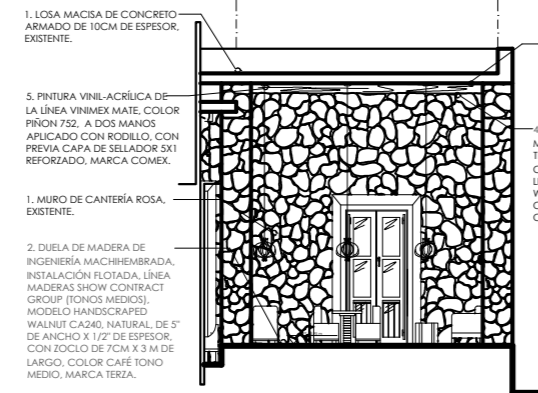 1. LOSA MACISA DE CONCRETO
ARMADO DE 10CM DE ESPESOR,
EXISTENTE.
5. PINTURA VINIL-ACRÍLICA DE
LA LÍNEA VINIMEX MATE, COLOR
PIÑON 752, A DOS MANOS
APLICADO CON RODILLO, CON
PREVIA CAPA DE SELLADOR 5X1
REFORZADO, MARCA COMEX.
1. MURO DE CANTERÍA ROSA,
EXISTENTE.
2. DUELA DE MADERA DE
INGENIERÍA MACHIHEMBRADA,
INSTALACIÓN FLOTADA, LÍNEA
MADERAS SHOW CONTRACT
GROUP (TONOS MEDIOS),
MODELO HANDSCRAPED
WALNUT CA240, NATURAL, DE 5"
DE ANCHO X 1/2" DE ESPESOR,
CON ZOCLO DE 7CM X 3 M DE
LARGO, COLOR CAFÉ TONO
MEDIO, MARCA TERZA.